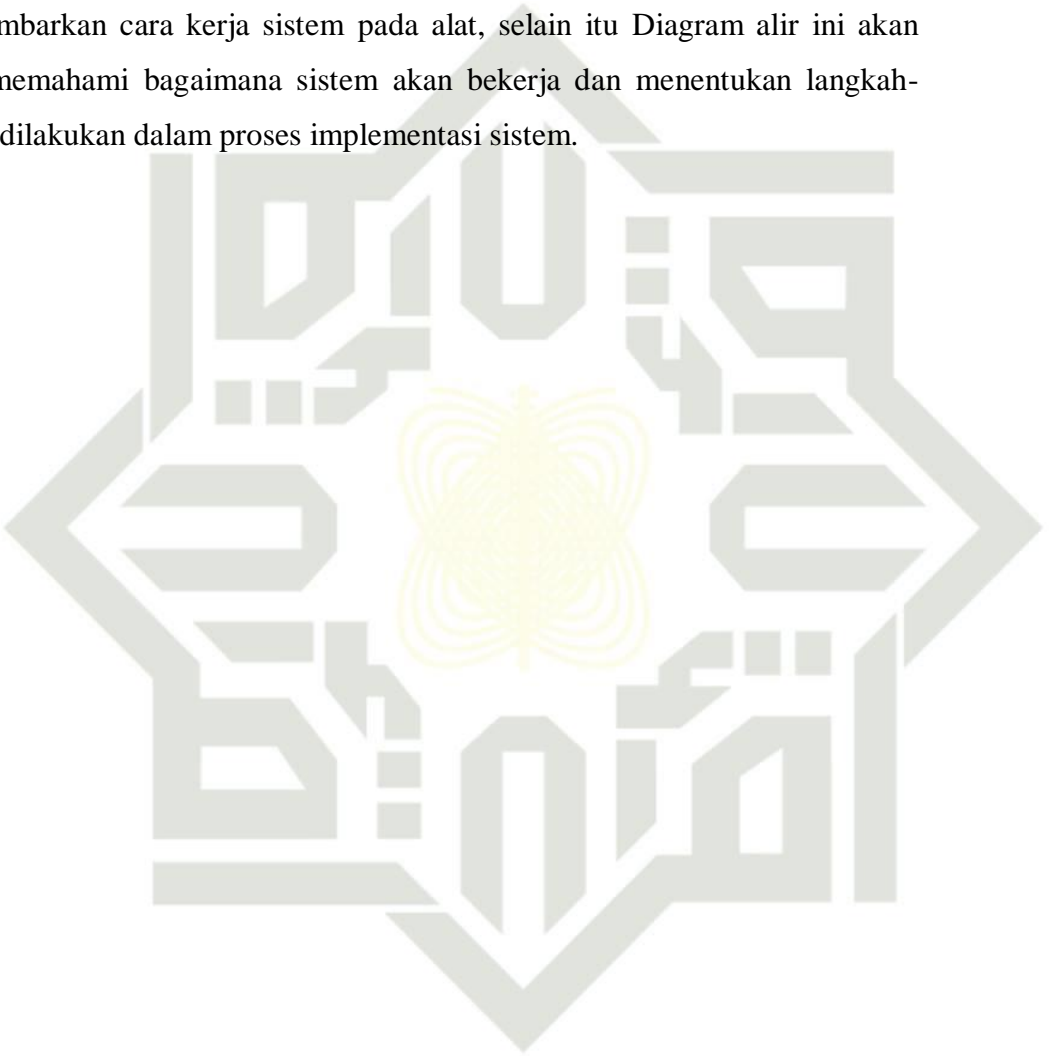 mbarkan cara kerja sistem pada alat, selain itu Diagram alir ini akan
memahami bagaimana sistem akan bekerja dan menentukan langkah-
dilakukan dalam proses implementasi sistem.